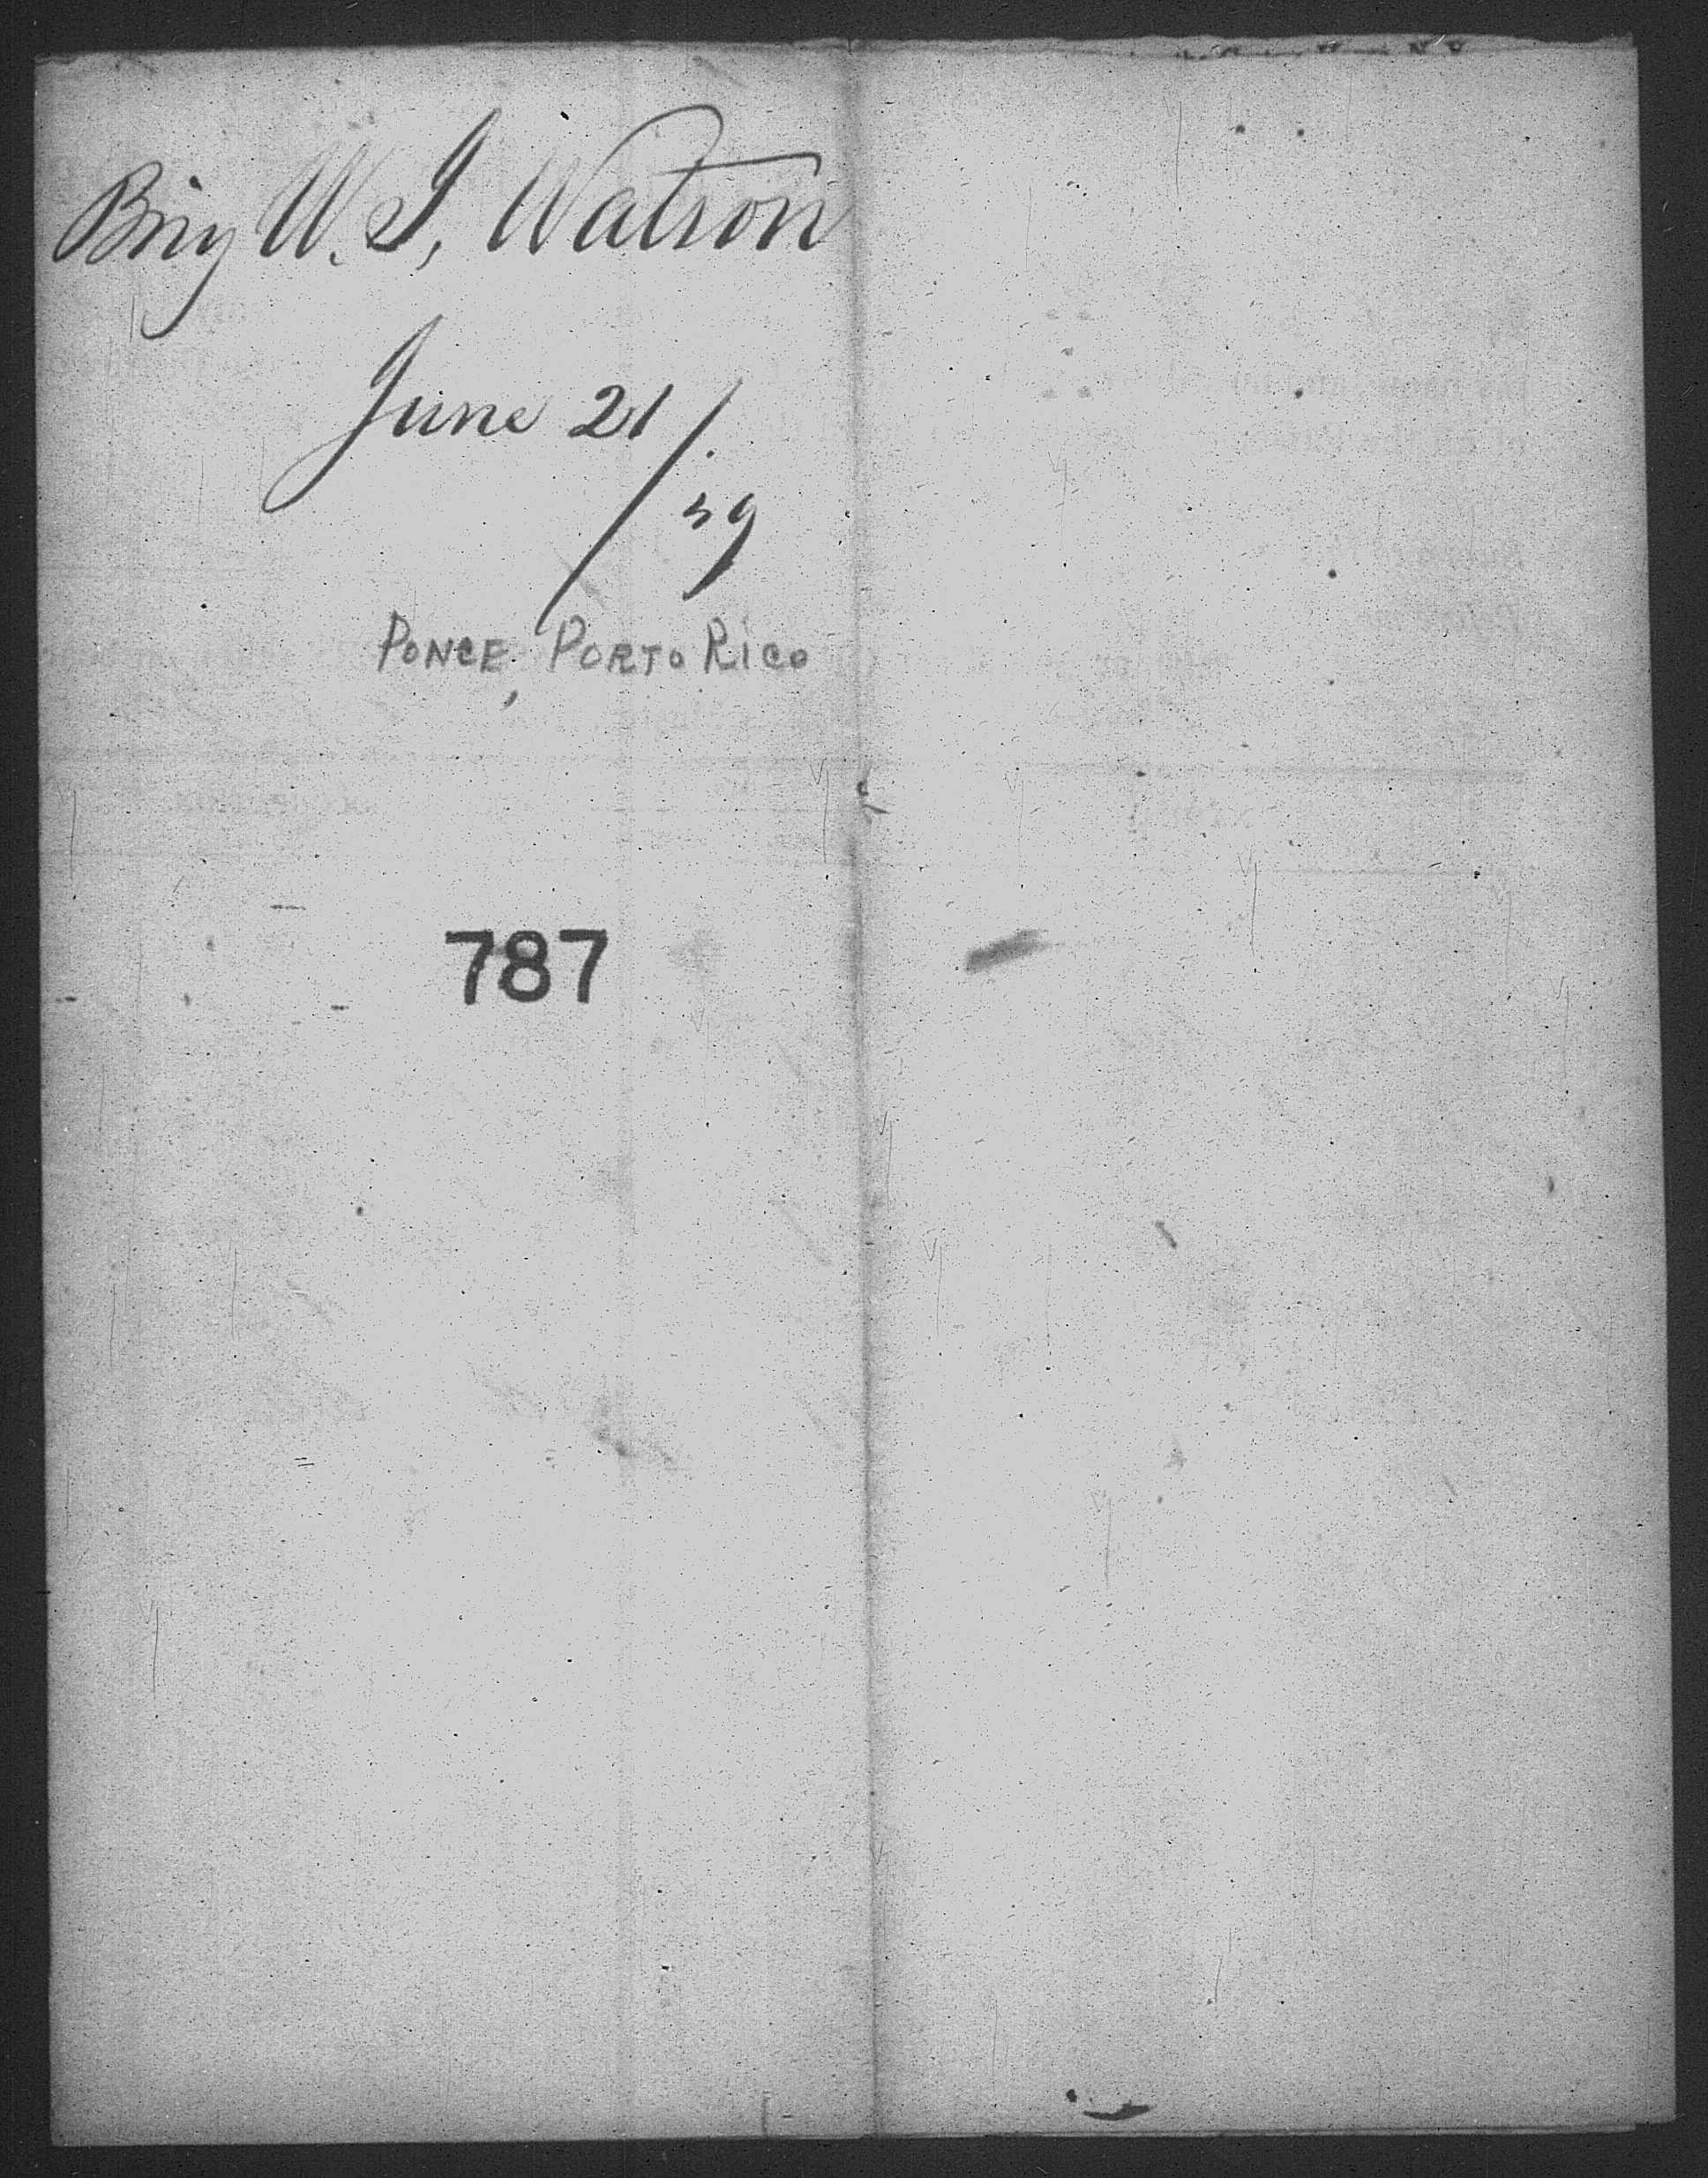 Brig W. I. Watson
June 21/59
PONCE, PORTO RICO
787